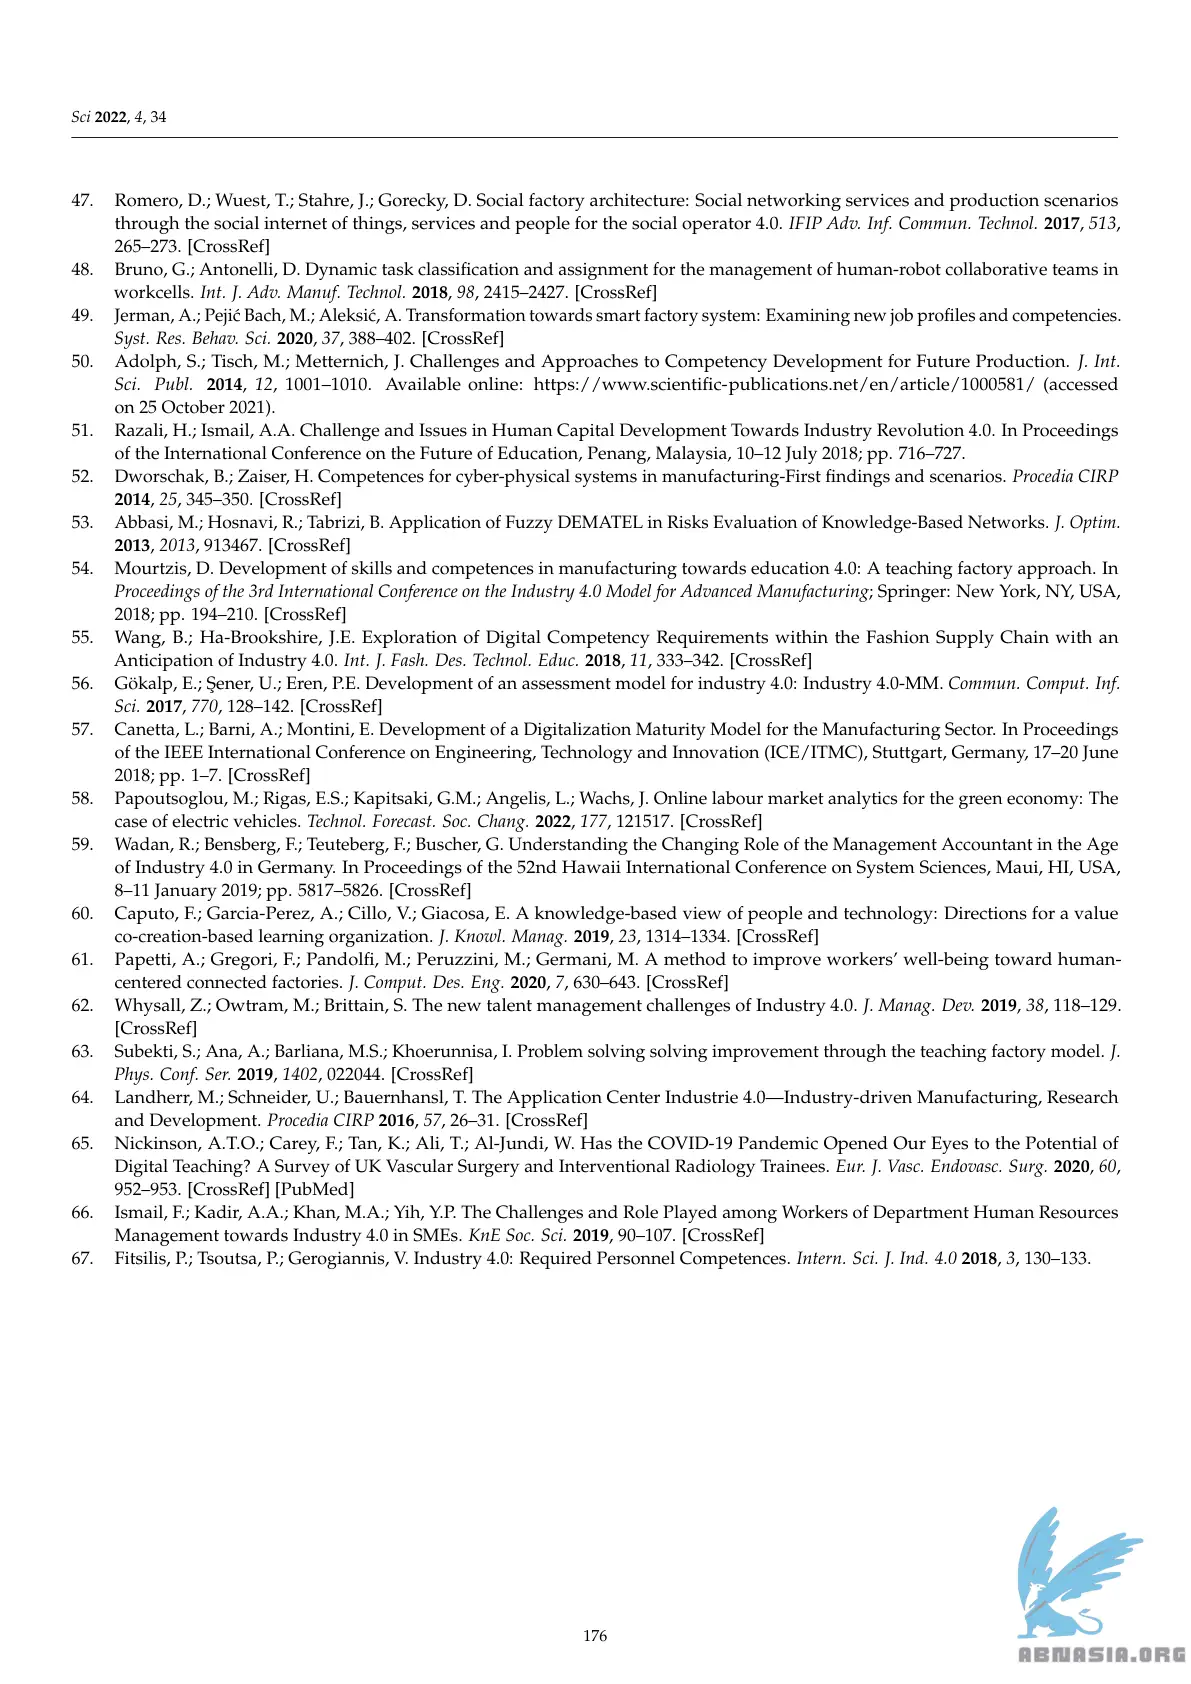 Sci 2022, 4, 34
47. Romero, D.; Wuest, T.; Stahre, J.; Gorecky, D. Social factory architecture: Social networking services and production scenarios
through the social internet of things, services and people for the social operator 4.0. IFIP Adv. Inf. Commun. Technol. 2017, 513,
265–273. [CrossRef]
48. Bruno, G.; Antonelli, D. Dynamic task classification and assignment for the management of human-robot collaborative teams in
workcells. Int. J. Adv. Manuf. Technol. 2018, 98, 2415–2427. [CrossRef]
49. Jerman, A.; Pejić Bach, M.; Aleksić, A. Transformation towards smart factory system: Examining new job profiles and competencies.
Syst. Res. Behav. Sci. 2020, 37, 388–402. [CrossRef]
50. Adolph, S.; Tisch, M.; Metternich, J. Challenges and Approaches to Competency Development for Future Production. J. Int.
Sci. Publ. 2014, 12, 1001–1010. Available online: https://www.scientific-publications.net/en/article/1000581/ (accessed
on 25 October 2021).
51. Razali, H.; Ismail, A.A. Challenge and Issues in Human Capital Development Towards Industry Revolution 4.0. In Proceedings
of the International Conference on the Future of Education, Penang, Malaysia, 10–12 July 2018; pp. 716–727.
52. Dworschak, B.; Zaiser, H. Competences for cyber-physical systems in manufacturing-First findings and scenarios. Procedia CIRP
2014, 25, 345–350. [CrossRef]
53. Abbasi, M.; Hosnavi, R.; Tabrizi, B. Application of Fuzzy DEMATEL in Risks Evaluation of Knowledge-Based Networks. J. Optim.
2013, 2013, 913467. [CrossRef]
54. Mourtzis, D. Development of skills and competences in manufacturing towards education 4.0: A teaching factory approach. In
Proceedings of the 3rd International Conference on the Industry 4.0 Model for Advanced Manufacturing; Springer: New York, NY, USA,
2018; pp. 194–210. [CrossRef]
55. Wang, B.; Ha-Brookshire, J.E. Exploration of Digital Competency Requirements within the Fashion Supply Chain with an
Anticipation of Industry 4.0. Int. J. Fash. Des. Technol. Educ. 2018, 11, 333–342. [CrossRef]
56. Gökalp, E.; Şener, U.; Eren, P.E. Development of an assessment model for industry 4.0: Industry 4.0-MM. Commun. Comput. Inf.
Sci. 2017, 770, 128–142. [CrossRef]
57. Canetta, L.; Barni, A.; Montini, E. Development of a Digitalization Maturity Model for the Manufacturing Sector. In Proceedings
of the IEEE International Conference on Engineering, Technology and Innovation (ICE/ITMC), Stuttgart, Germany, 17–20 June
2018; pp. 1–7. [CrossRef]
58. Papoutsoglou, M.; Rigas, E.S.; Kapitsaki, G.M.; Angelis, L.; Wachs, J. Online labour market analytics for the green economy: The
case of electric vehicles. Technol. Forecast. Soc. Chang. 2022, 177, 121517. [CrossRef]
59. Wadan, R.; Bensberg, F.; Teuteberg, F.; Buscher, G. Understanding the Changing Role of the Management Accountant in the Age
of Industry 4.0 in Germany. In Proceedings of the 52nd Hawaii International Conference on System Sciences, Maui, HI, USA,
8–11 January 2019; pp. 5817–5826. [CrossRef]
60. Caputo, F.; Garcia-Perez, A.; Cillo, V.; Giacosa, E. A knowledge-based view of people and technology: Directions for a value
co-creation-based learning organization. J. Knowl. Manag. 2019, 23, 1314–1334. [CrossRef]
61. Papetti, A.; Gregori, F.; Pandolfi, M.; Peruzzini, M.; Germani, M. A method to improve workers’ well-being toward human-
centered connected factories. J. Comput. Des. Eng. 2020, 7, 630–643. [CrossRef]
62. Whysall, Z.; Owtram, M.; Brittain, S. The new talent management challenges of Industry 4.0. J. Manag. Dev. 2019, 38, 118–129.
[CrossRef]
63. Subekti, S.; Ana, A.; Barliana, M.S.; Khoerunnisa, I. Problem solving solving improvement through the teaching factory model. J.
Phys. Conf. Ser. 2019, 1402, 022044. [CrossRef]
64. Landherr, M.; Schneider, U.; Bauernhansl, T. The Application Center Industrie 4.0—Industry-driven Manufacturing, Research
and Development. Procedia CIRP 2016, 57, 26–31. [CrossRef]
65. Nickinson, A.T.O.; Carey, F.; Tan, K.; Ali, T.; Al-Jundi, W. Has the COVID-19 Pandemic Opened Our Eyes to the Potential of
Digital Teaching? A Survey of UK Vascular Surgery and Interventional Radiology Trainees. Eur. J. Vasc. Endovasc. Surg. 2020, 60,
952–953. [CrossRef] [PubMed]
66. Ismail, F.; Kadir, A.A.; Khan, M.A.; Yih, Y.P. The Challenges and Role Played among Workers of Department Human Resources
Management towards Industry 4.0 in SMEs. KnE Soc. Sci. 2019, 90–107. [CrossRef]
67. Fitsilis, P.; Tsoutsa, P.; Gerogiannis, V. Industry 4.0: Required Personnel Competences. Intern. Sci. J. Ind. 4.0 2018, 3, 130–133.
176
ABNASIA.ORG